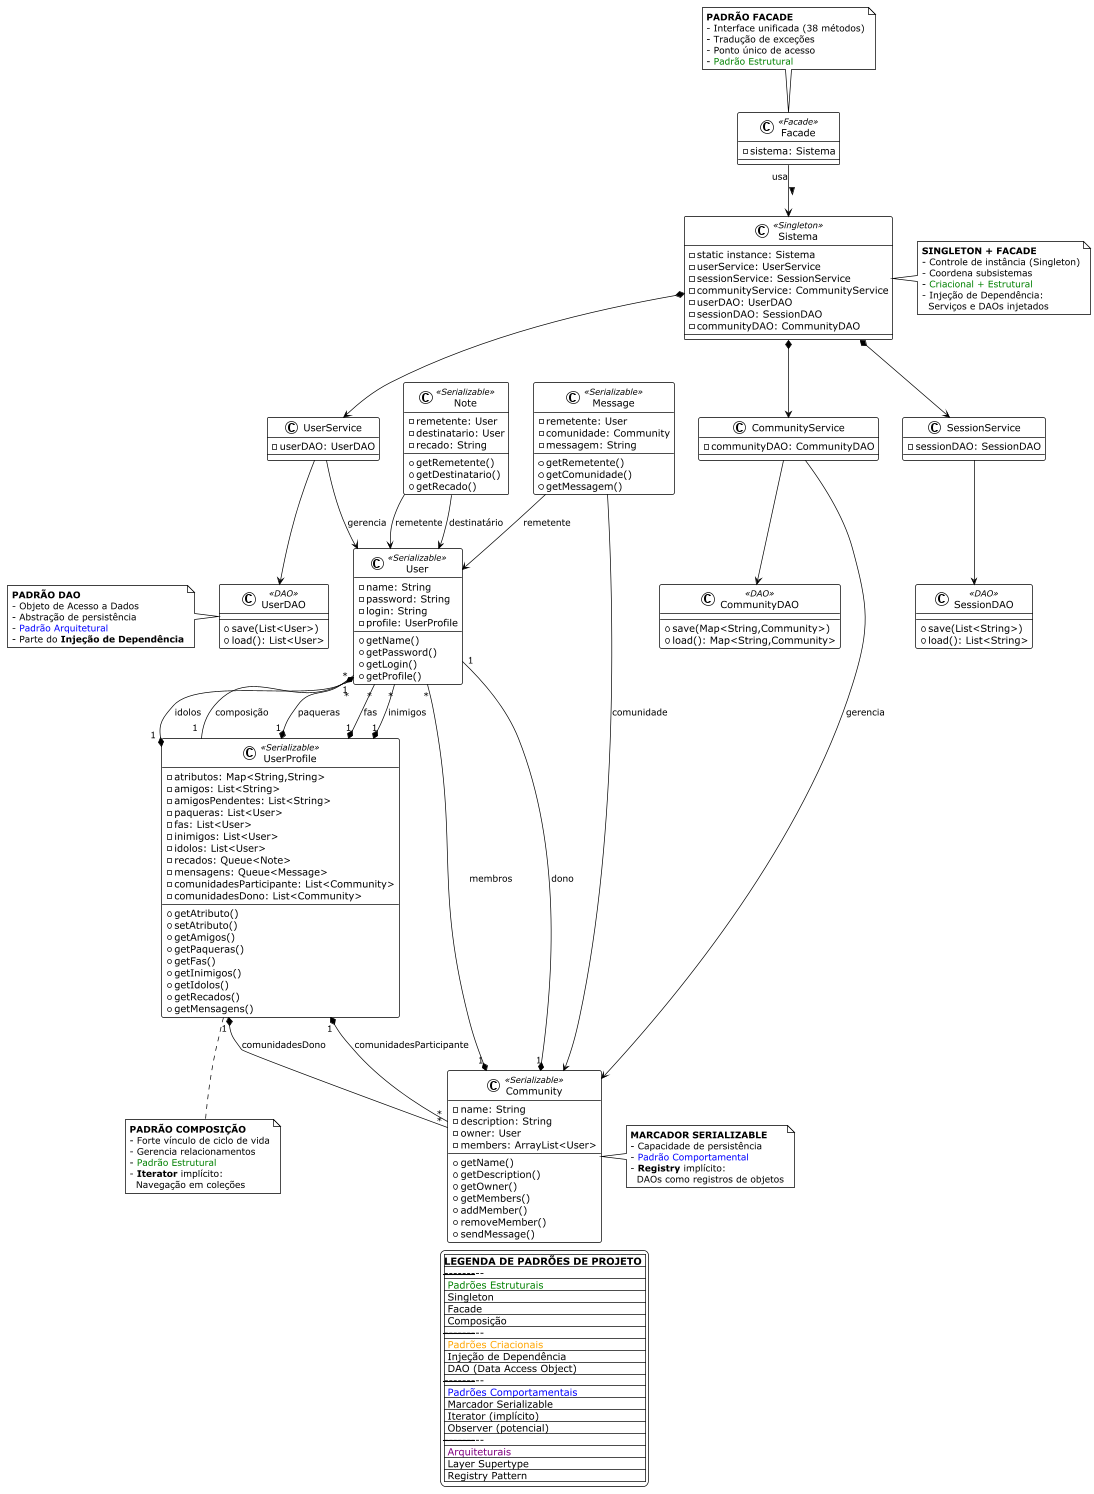 PADRÃO FACADE
- Interface unificada (38 métodos)
- Tradução de exceções
- Ponto único de acesso
- Padrão Estrutural
C «Facade»
Facade
sistema: Sistema
usa
C «Singleton»
Sistema
static instance: Sistema
userService: UserService
sessionService: SessionService
communityService: CommunityService
userDAO: UserDAO
sessionDAO: SessionDAO
communityDAO: CommunityDAO
SINGLETON + FACADE
- Controle de instância (Singleton)
- Coordena subsistemas
- Criacional + Estrutural
- Injeção de Dependência:
Serviços e DAOs injetados
C UserService
userDAO: UserDAO
C «Serializable»
Note
remetente: User
destinatario: User
recado: String
getRemetente()
getDestinatario()
getRecado()
C «Serializable»
Message
remetente: User
comunidade: Community
messagem: String
getRemetente()
getComunidade()
getMessagem()
C CommunityService
communityDAO: CommunityDAO
C SessionService
sessionDAO: SessionDAO
gerencia
remetente
destinatário
remetente
PADRÃO DAO
- Objeto de Acesso a Dados
- Abstração de persistência
- Padrão Arquitetural
- Parte do Injeção de Dependência
C «DAO»
UserDAO
save(List<User>)
load(): List<User>
C «Serializable»
User
name: String
password: String
login: String
profile: UserProfile
getName()
getPassword()
getLogin()
getProfile()
C «DAO»
CommunityDAO
save(Map<String,Community>)
load(): Map<String,Community>
C «DAO»
SessionDAO
save(List<String>)
load(): List<String>
1
*
1
*
*
*
*
idolos
composição
paqueras
fas
inimigos
comunidade
gerencia
1
1
1
1
1
C «Serializable»
UserProfile
atributos: Map<String,String>
amigos: List<String>
amigosPendentes: List<String>
paqueras: List<User>
fas: List<User>
inimigos: List<User>
idolos: List<User>
recados: Queue<Note>
mensagens: Queue<Message>
comunidadesParticipante: List<Community>
comunidadesDono: List<Community>
getAtributo()
setAtributo()
getAmigos()
getPaqueras()
getFas()
getInimigos()
getIdolos()
getRecados()
getMensagens()
membros
dono
1
1
comunidadesDono
comunidadesParticipante
1
1
*
*
C «Serializable»
Community
name: String
description: String
owner: User
members: ArrayList<User>
getName()
getDescription()
getOwner()
getMembers()
addMember()
removeMember()
sendMessage()
PADRÃO COMPOSIÇÃO
- Forte vínculo de ciclo de vida
- Gerencia relacionamentos
- Padrão Estrutural
- Iterator implícito:
Navegação em coleções
MARCADOR SERIALIZABLE
- Capacidade de persistência
- Padrão Comportamental
- Registry implícito:
DAOs como registros de objetos
LEGENDA DE PADRÕES DE PROJETO
Padrões Estruturais
Singleton
Facade
Composição
Padrões Criacionais
Injeção de Dependência
DAO (Data Access Object)
Padrões Comportamentais
Marcador Serializable
Iterator (implícito)
Observer (potencial)
Arquiteturais
Layer Supertype
Registry Pattern